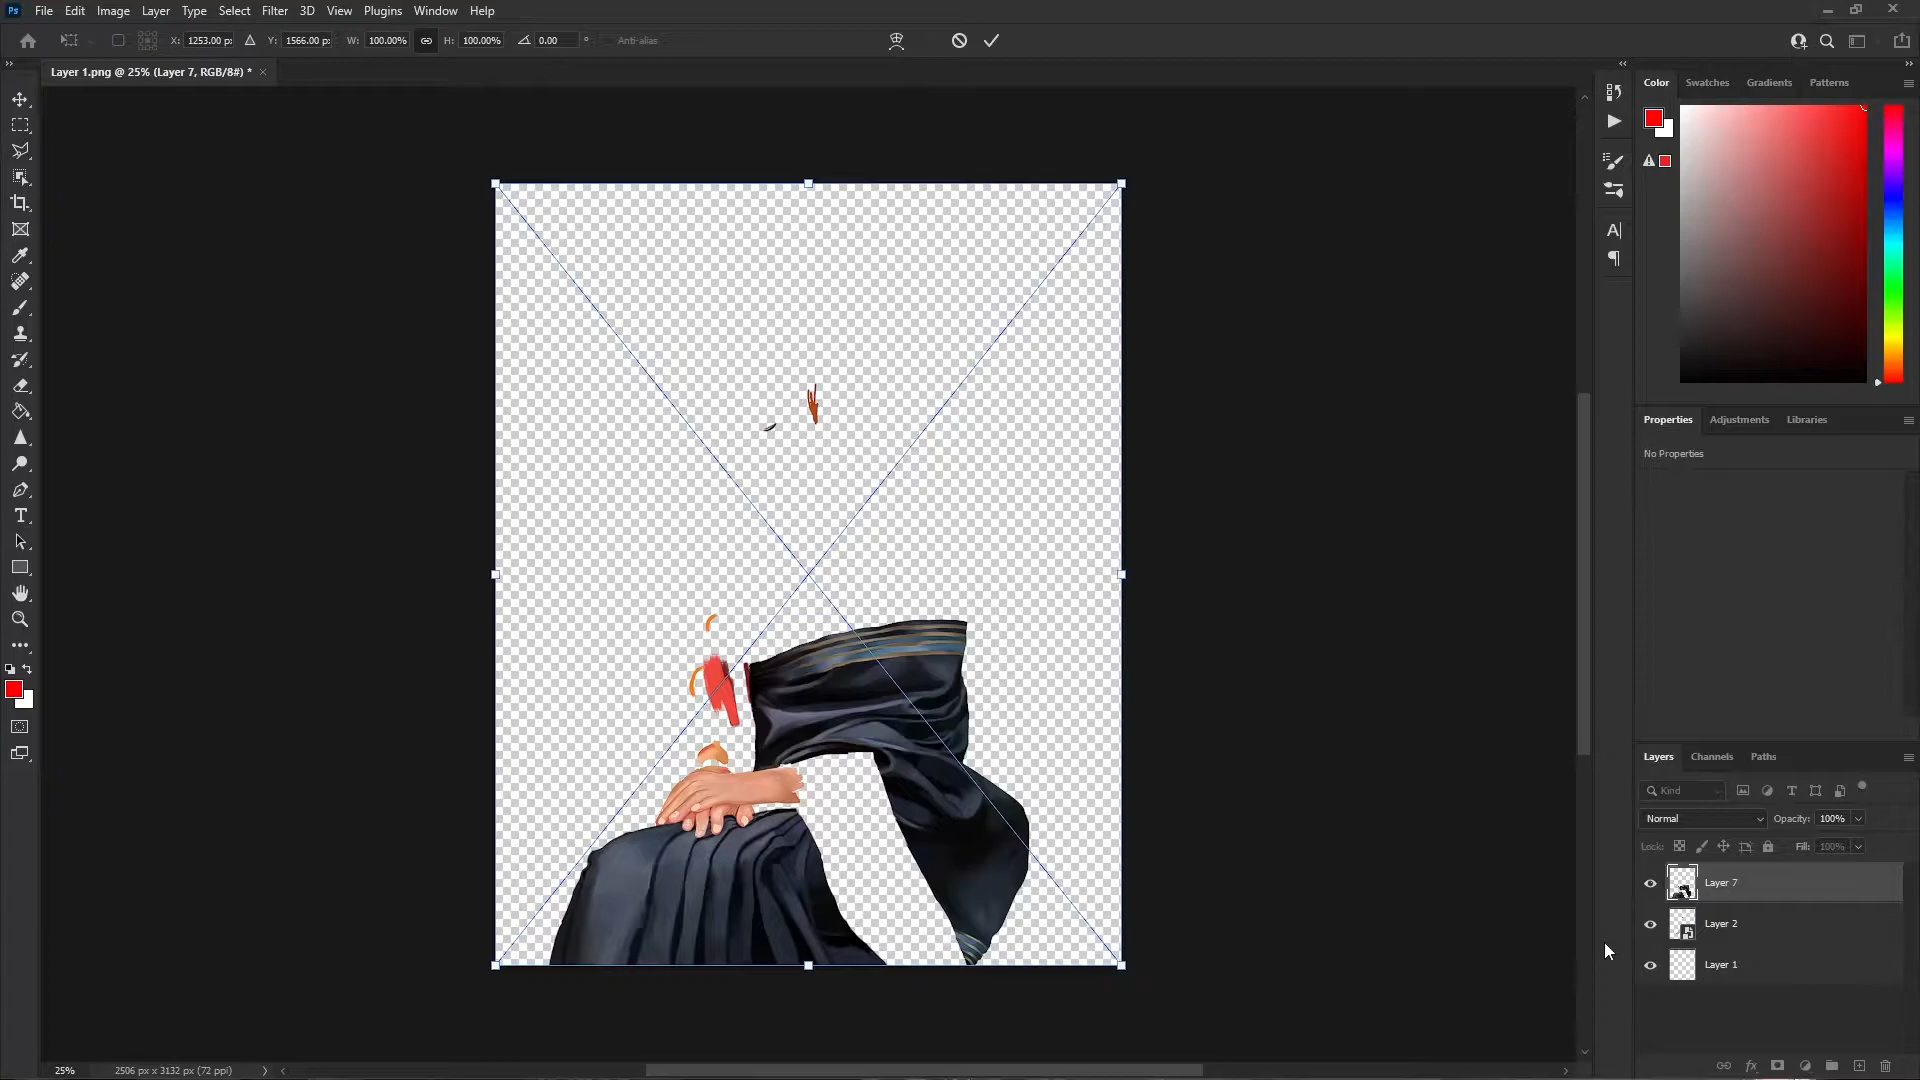 Ps File Edit Image Layer Type Select Filter 3D View Plugins Window Help
X: 1253.00 p: Y: 1566.00 p: W: 100.00% H: 100.00% 0.00 ° Anti-alias
Layer 1.png @ 25% (Layer 7, RGB/8#) *
Color Swatches Gradients Patterns
Properties Adjustments Libraries
No Properties
Layers Channels Paths
Kind
Normal Opacity: 100%
Lock: Fill: 100%
Layer 7
Layer 2
Layer 1
25% 2506 px x 3132 px (72 ppi)